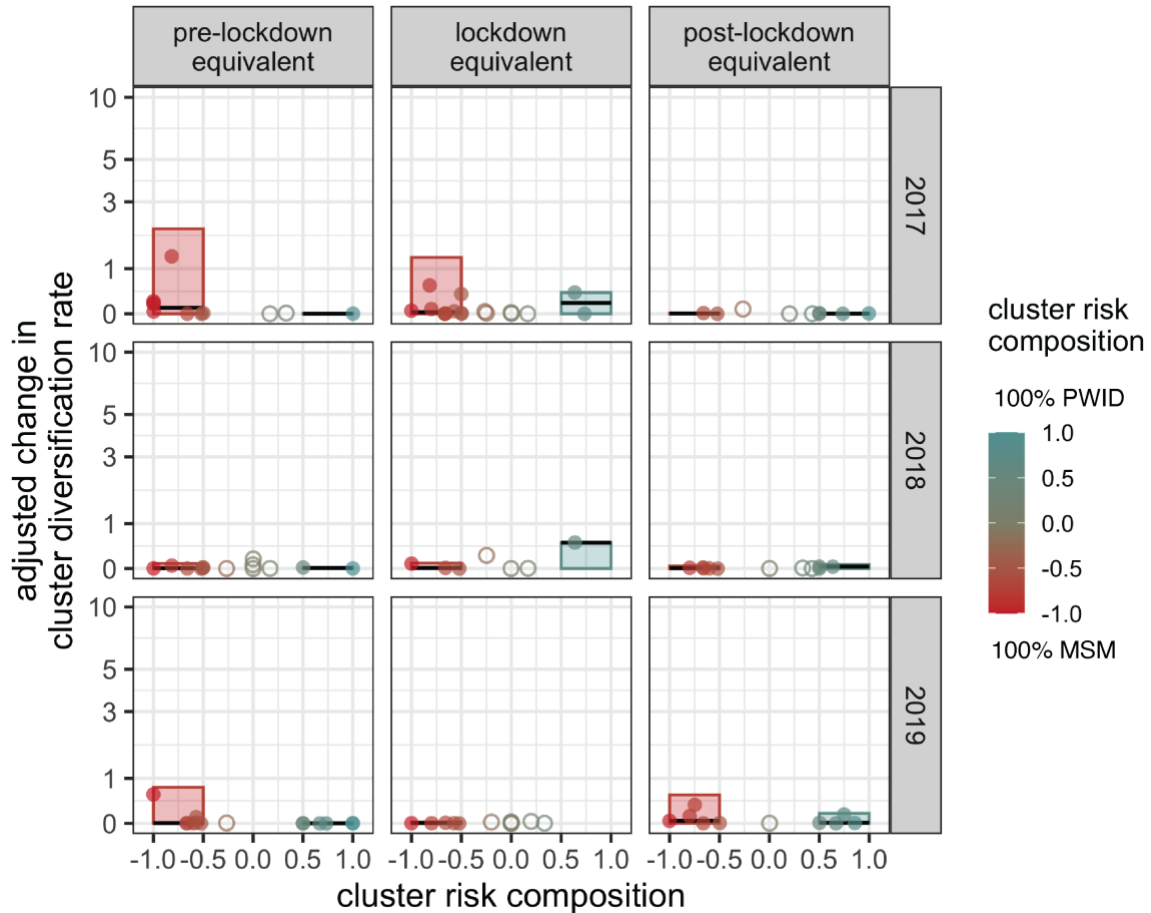 pre-lockdown
equivalent
lockdown
equivalent
post-lockdown
equivalent
adjusted change in
cluster diversification rate
10
5
3
1
0
2017
10
5
3
1
0
2018
10
5
3
1
0
2019
-1.0 -0.5 0.0 0.5 1.0
-1.0 -0.5 0.0 0.5 1.0
-1.0 -0.5 0.0 0.5 1.0
cluster risk composition
cluster risk
composition
100% PWID
1.0
0.5
0.0
-0.5
-1.0
100% MSM